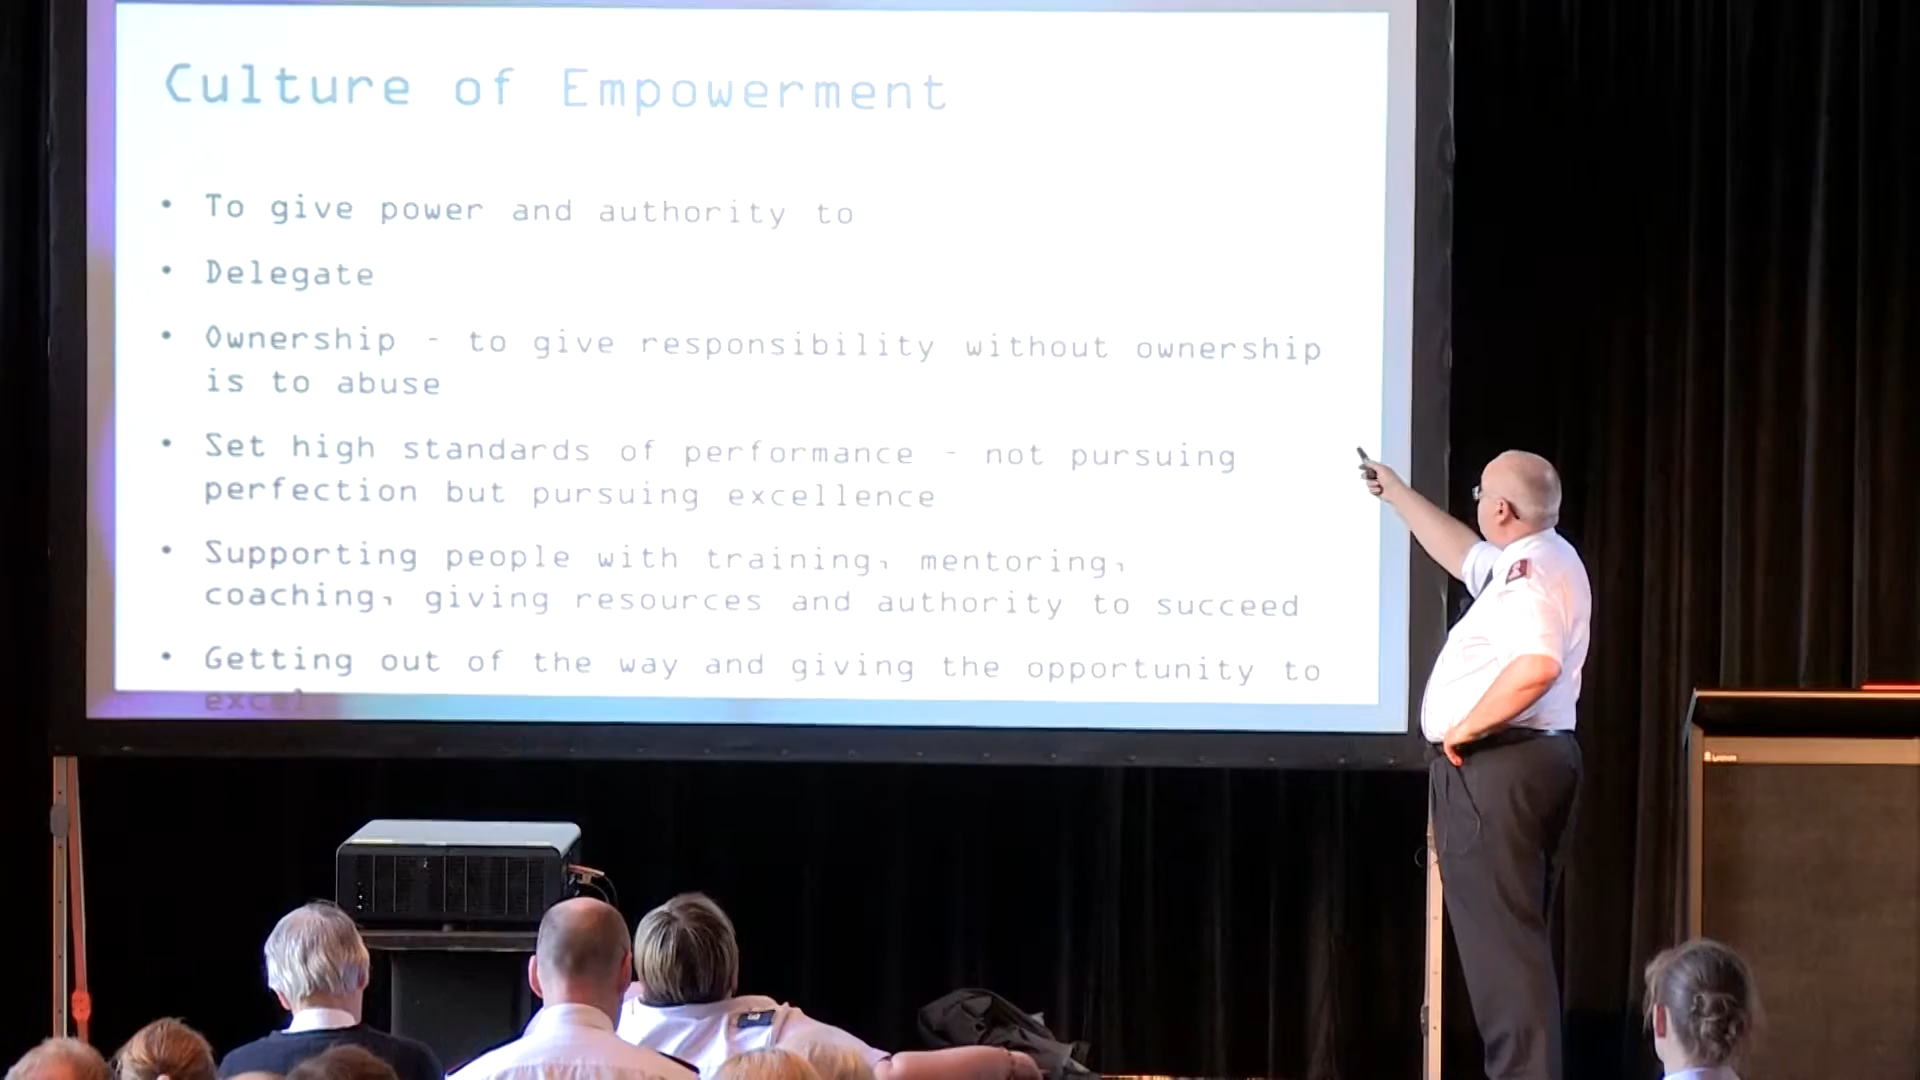 Culture of Empowerment
• To give power and authority to
• Delegate
• Ownership - to give responsibility without ownership
is to abuse
• Set high standards of performance - not pursuing
perfection but pursuing excellence
• Supporting people with training, mentoring,
coaching, giving resources and authority to succeed
• Getting out of the way and giving the opportunity to
excel